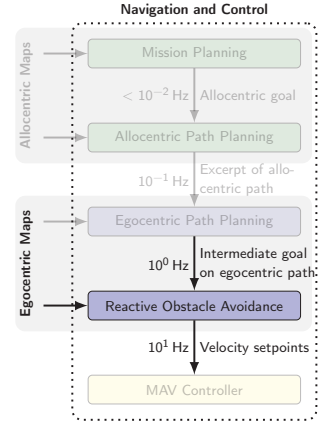 Navigation and Control
Allocentric Maps
Mission Planning
< 10⁻² Hz
Allocentric goal
Allocentric Path Planning
10⁻¹ Hz
Excerpt of allo-
centric path
Egocentric Maps
Egocentric Path Planning
10⁰ Hz
Intermediate goal
on egocentric path
Reactive Obstacle Avoidance
10¹ Hz
Velocity setpoints
MAV Controller